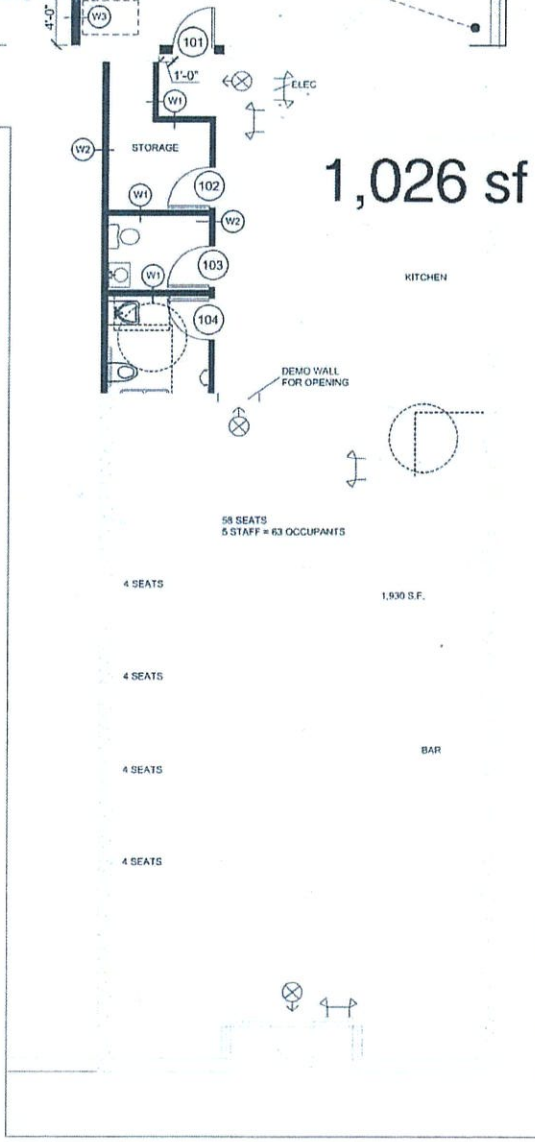 4'-0"
W3
101
1'-0"
ELEC
W1
W2
STORAGE
1,026 sf
W1
102
W2
103
KITCHEN
W1
104
DEMO WALL
FOR OPENING
58 SEATS
5 STAFF = 63 OCCUPANTS
4 SEATS
1,930 S.F.
4 SEATS
BAR
4 SEATS
4 SEATS